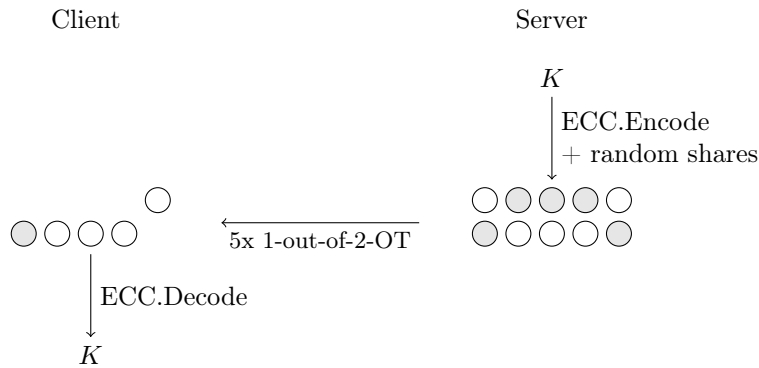 Client
Server
K
ECC.Encode
+ random shares
5x 1-out-of-2-OT
ECC.Decode
K